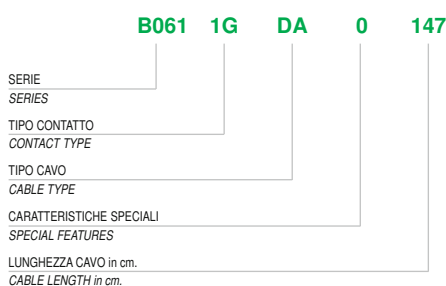 B061 1G DA 0 147
SERIE
SERIES
TIPO CONTATTO
CONTACT TYPE
TIPO CAVO
CABLE TYPE
CARATTERISTICHE SPECIALI
SPECIAL FEATURES
LUNGHEZZA CAVO in cm.
CABLE LENGTH in cm.